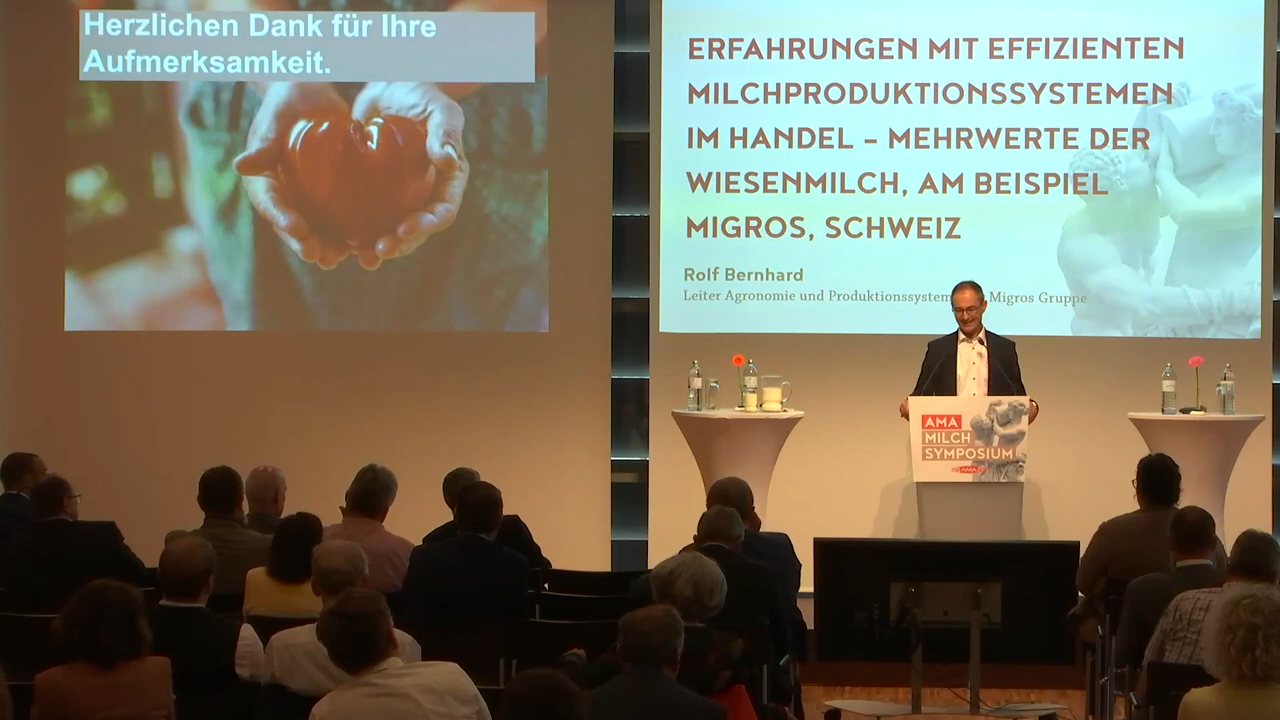 Herzlichen Dank für Ihre
Aufmerksamkeit.
ERFAHRUNGEN MIT EFFIZIENTEN
MILCHPRODUKTIONSSYSTEMEN
IM HANDEL – MEHRWERTE DER
WIESENMILCH, AM BEISPIEL
MIGROS, SCHWEIZ
Rolf Bernhard
Leiter Agronomie und Produktionssystem Migros Gruppe
AMA
MILCH
SYMPOSIUM
AMA